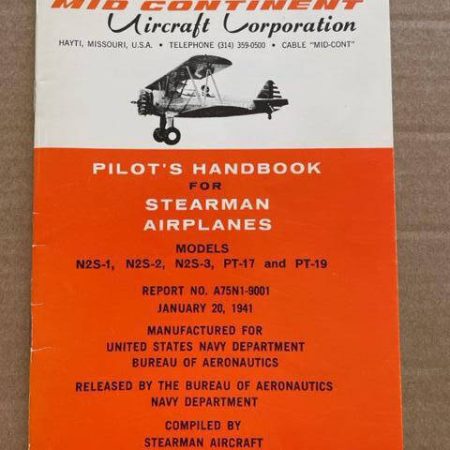 MID CONTINENT
Aircraft Corporation
HAYTI, MISSOURI, U.S.A. • TELEPHONE (314) 359-0500 • CABLE "MID-CONT"
PILOT'S HANDBOOK
FOR
STEARMAN
AIRPLANES
MODELS
N2S-1, N2S-2, N2S-3, PT-17 and PT-19
REPORT NO. A75N1-9001
JANUARY 20, 1941
MANUFACTURED FOR
UNITED STATES NAVY DEPARTMENT
BUREAU OF AERONAUTICS
RELEASED BY THE BUREAU OF AERONAUTICS
NAVY DEPARTMENT
COMPILED BY
STEARMAN AIRCRAFT